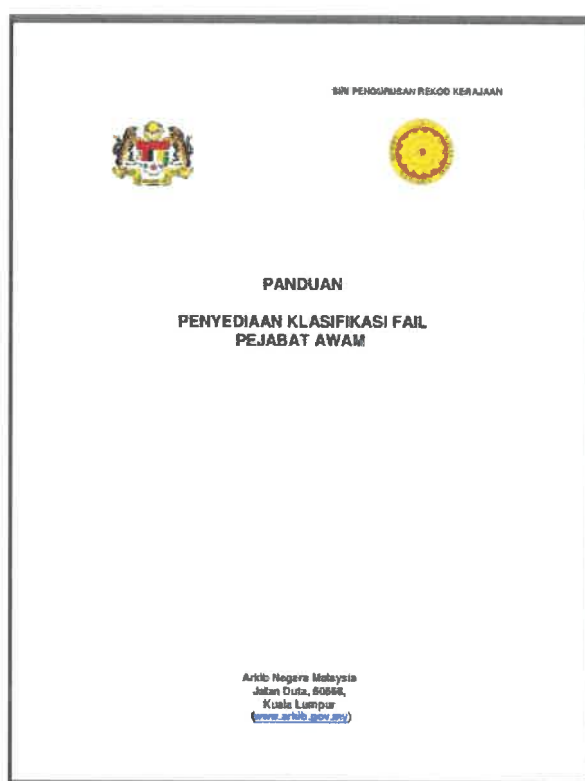 SIRI PENGURUSAN REKOD KERAJAAN
PANDUAN
PENYEDIAAN KLASIFIKASI FAIL
PEJABAT AWAM
Arkib Negara Malaysia
Jalan Duta, 50568,
Kuala Lumpur
(www.arkib.gov.my)